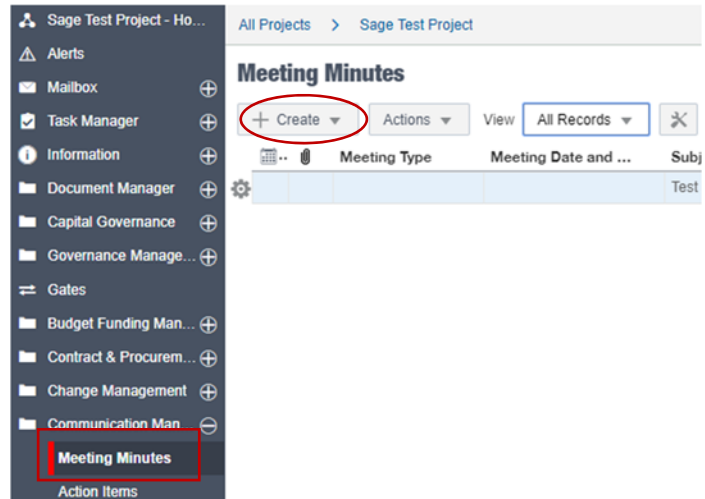 Sage Test Project - Ho...
Alerts
Mailbox
Task Manager
Information
Document Manager
Capital Governance
Governance Manage...
Gates
Budget Funding Man...
Contract & Procurem...
Change Management
Communication Man...
Meeting Minutes
Action Items
All Projects > Sage Test Project
Meeting Minutes
+ Create Actions View All Records
Meeting Type Meeting Date and ... Subj
Test